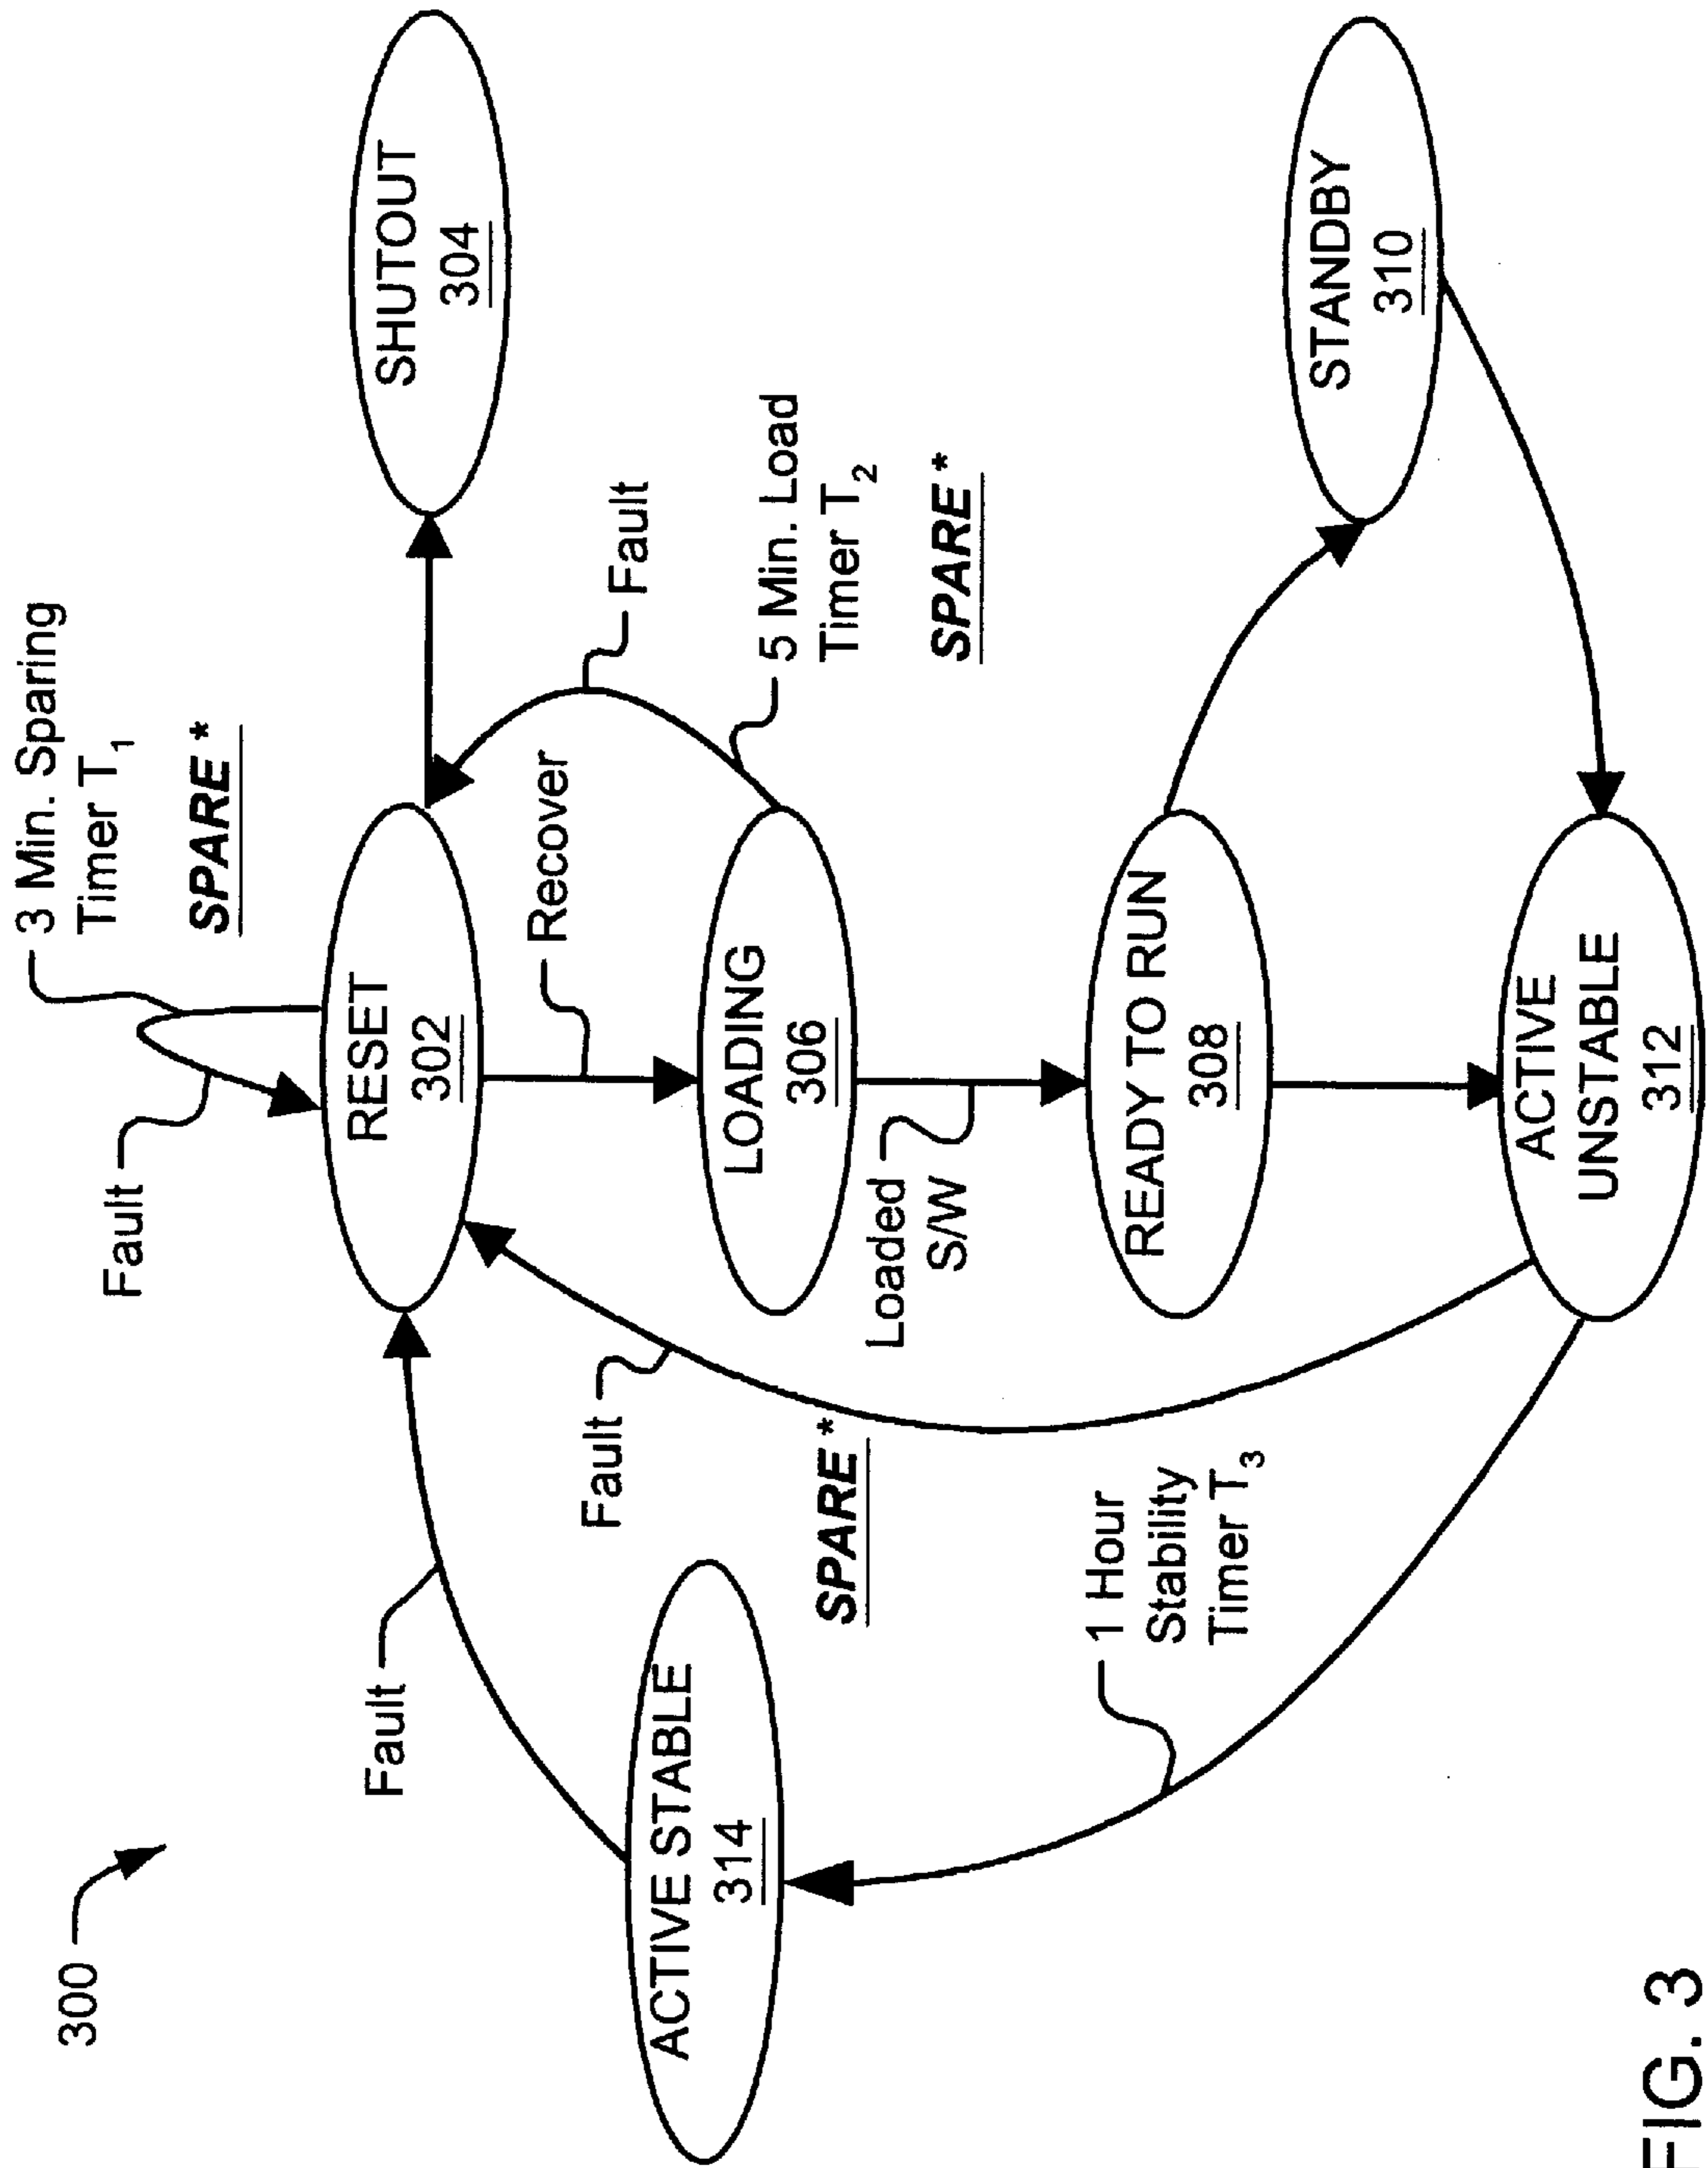 300
3 Min. Sparing
Timer T1
SPARE *
Fault
RESET
302
SHUTOUT
304
Fault
Recover
Fault
5 Min. Load
Timer T2
SPARE *
Fault
SPARE *
LOADING
306
ACTIVE STABLE
314
Loaded
S/W
1 Hour
Stability
Timer T3
READY TO RUN
308
STANDBY
310
ACTIVE
UNSTABLE
312
FIG. 3